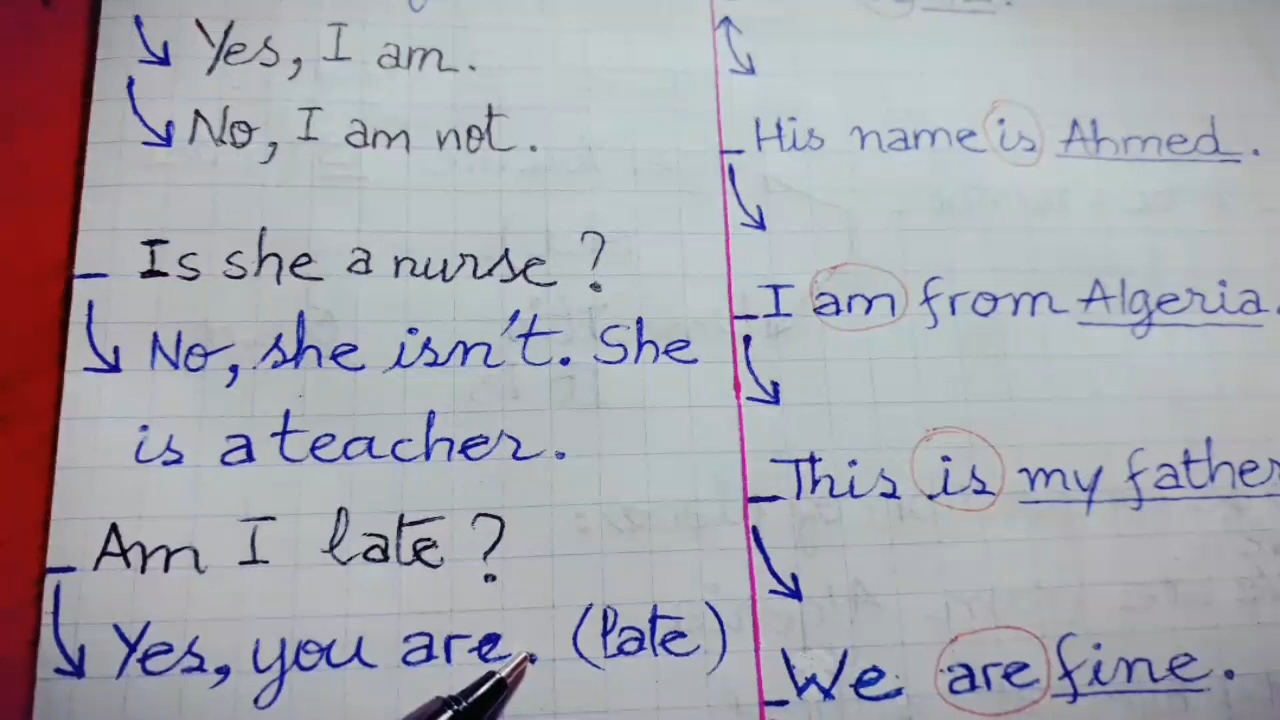 Yes, I am.
No, I am not.
Is she a nurse ?
No, she isn't. She
is a teacher.
Am I late ?
Yes, you are. (late)
His name is Ahmed.
I am from Algeria.
This is my father
We are fine.